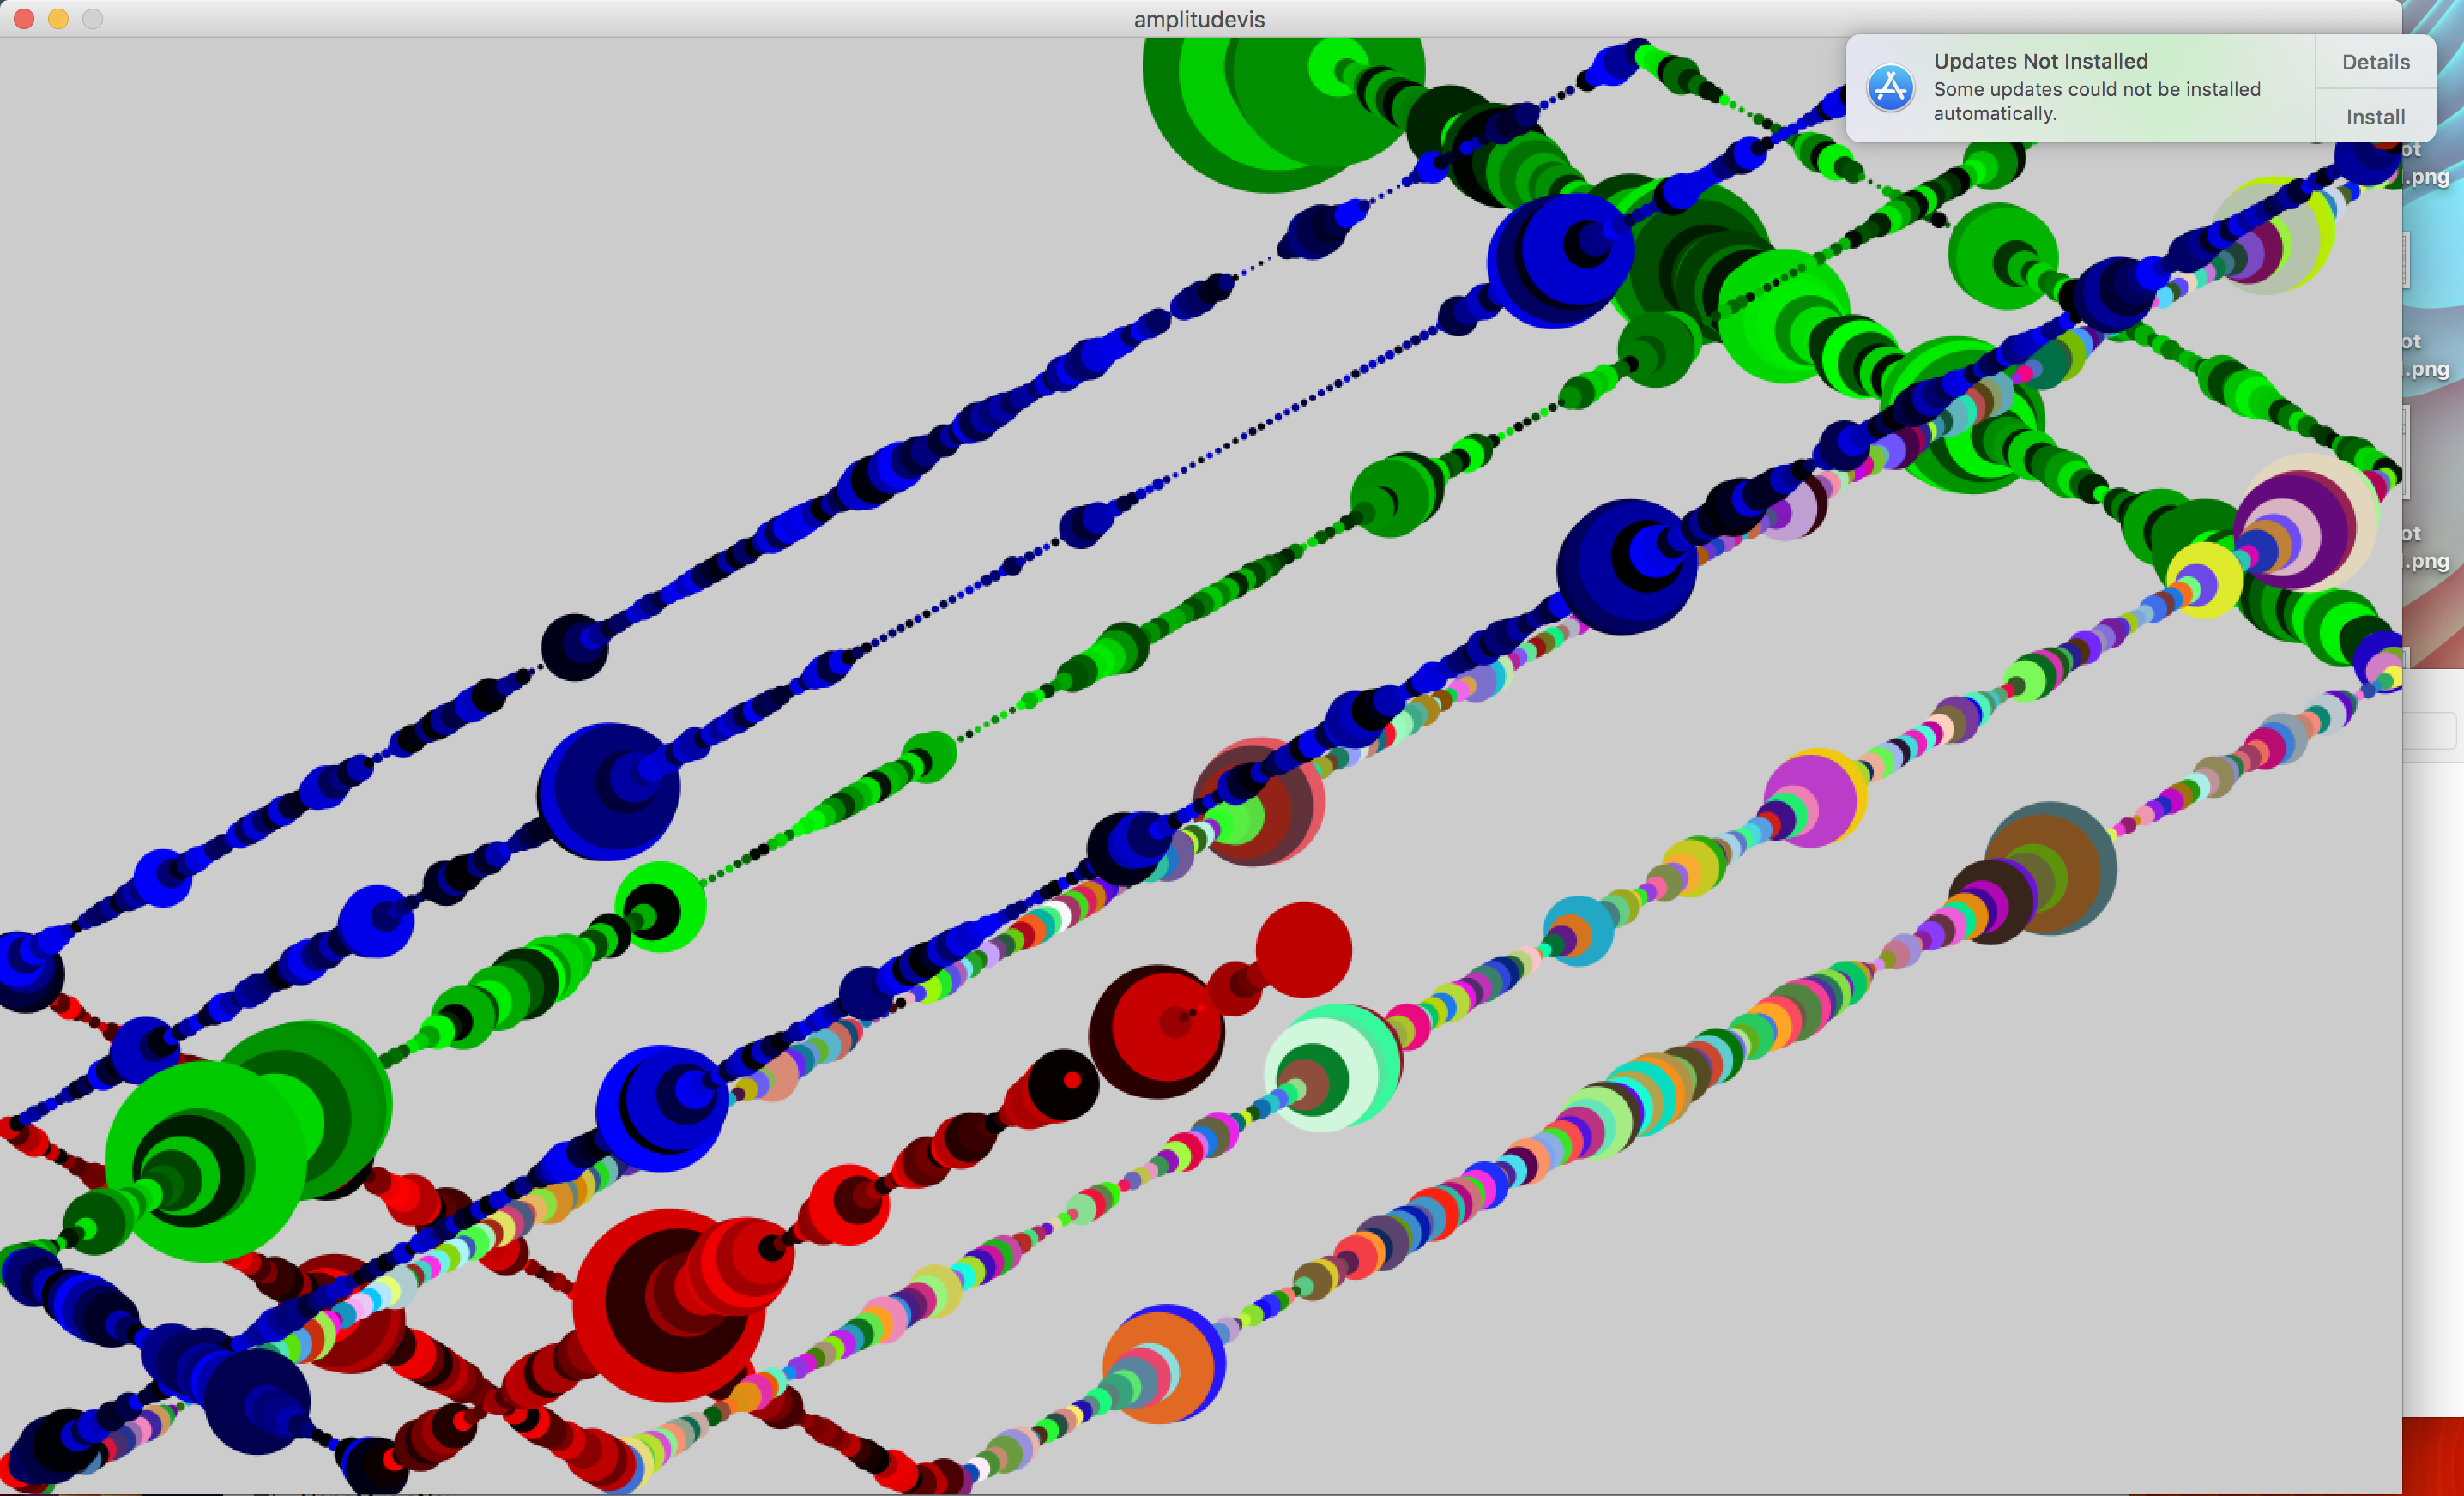 amplitudevis
Updates Not Installed
Some updates could not be installed
automatically.
Details
Install
ot
.png
ot
.png
ot
.png